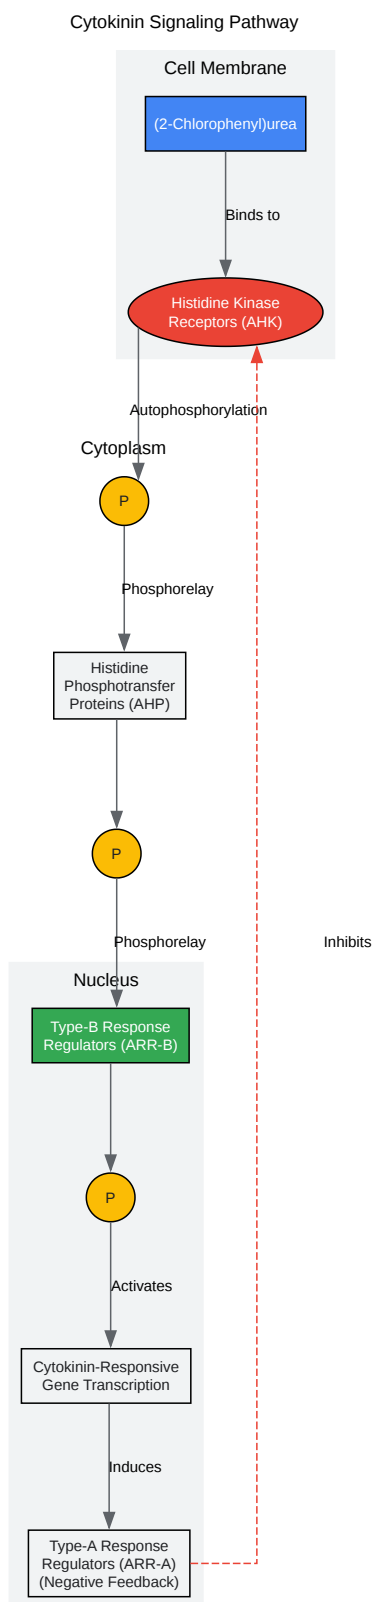 Cytokinin Signaling Pathway
Cell Membrane
(2-Chlorophenyl)urea
Binds to
Histidine Kinase
Receptors (AHK)
Autophosphorylation
Cytoplasm
P
Phosphorelay
Histidine
Phosphotransfer
Proteins (AHP)
P
Phosphorelay
Inhibits
Nucleus
Type-B Response
Regulators (ARR-B)
P
Activates
Cytokinin-Responsive
Gene Transcription
Induces
Type-A Response
Regulators (ARR-A)
(Negative Feedback)